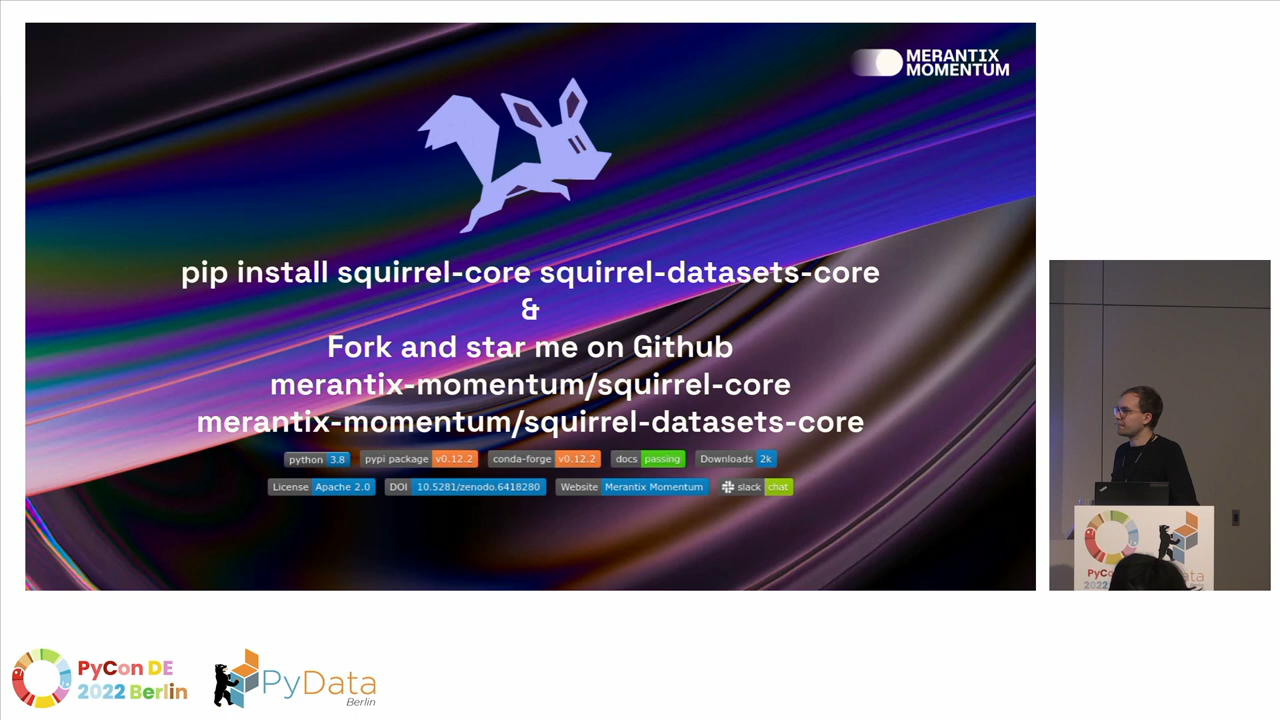 MERANTIX
MOMENTUM
pip install squirrel-core squirrel-datasets-core
&
Fork and star me on Github
merantix-momentum/squirrel-core
merantix-momentum/squirrel-datasets-core
python 3.8 pypi package v0.12.2 conda-forge v0.12.2 docs passing Downloads 2k
License Apache 2.0 DOI 10.5281/zenodo.6418280 Website Merantix Momentum slack chat
PyCon DE
2022 Berlin
PyData
Berlin